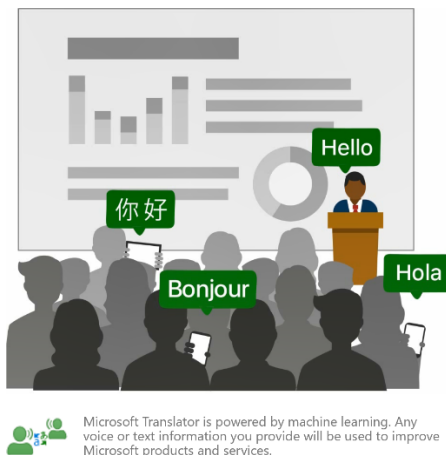 Hello
你好
Hola
Bonjour
Microsoft Translator is powered by machine learning. Any
voice or text information you provide will be used to improve
Microsoft products and services.